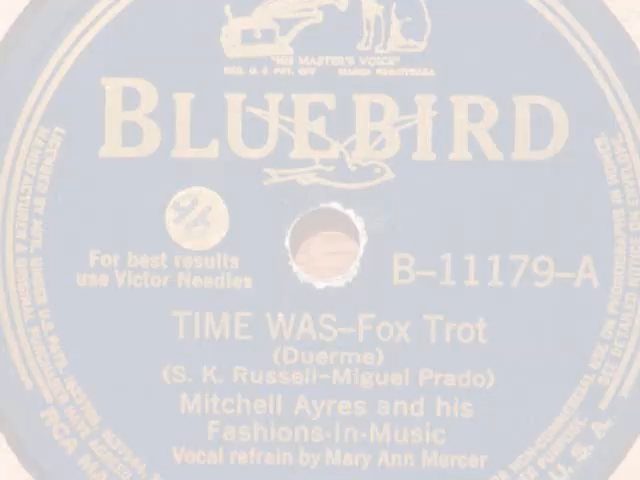 "HIS MASTER'S VOICE"
BLUEBIRD
For best results
use Victor Needles
B-11179-A
TIME WAS-Fox Trot
(Duerme)
(S. K. Russell-Miguel Prado)
Mitchell Ayres and his
Fashions-In-Music
Vocal refrain by Mary Ann Mercer
RCA
U. S. A.